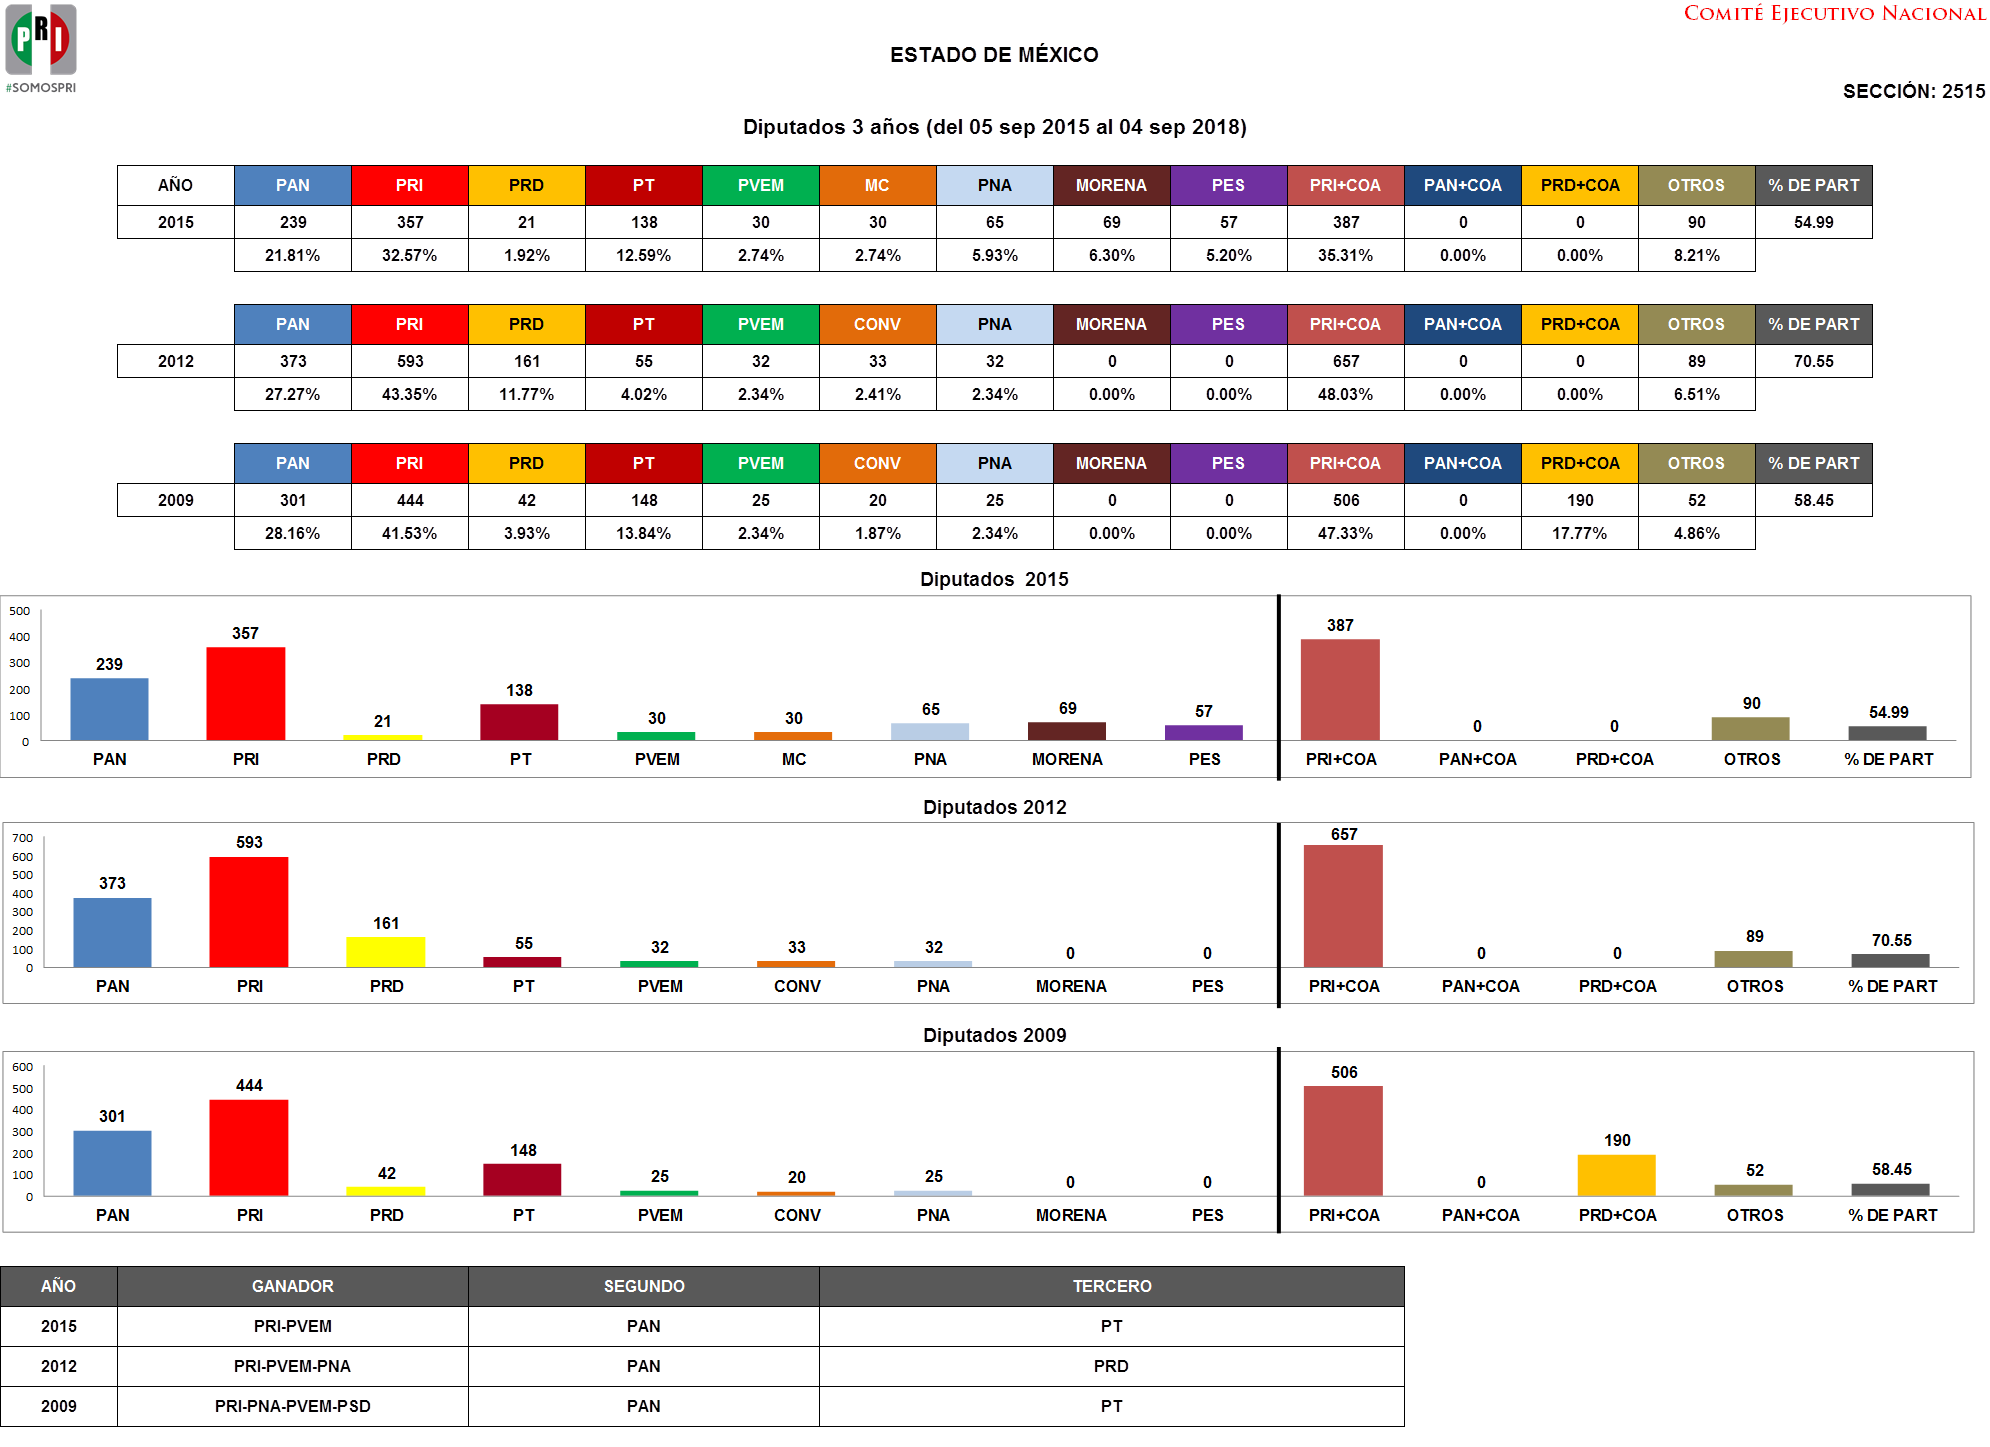 PRI
#SOMOSPRI
COMITÉ EJECUTIVO NACIONAL
ESTADO DE MÉXICO
SECCIÓN: 2515
Diputados 3 años (del 05 sep 2015 al 04 sep 2018)
AÑO PAN PRI PRD PT PVEM MC PNA MORENA PES PRI+COA PAN+COA PRD+COA OTROS % DE PART
2015 239 357 21 138 30 30 65 69 57 387 0 0 90 54.99
21.81% 32.57% 1.92% 12.59% 2.74% 2.74% 5.93% 6.30% 5.20% 35.31% 0.00% 0.00% 8.21%
PAN PRI PRD PT PVEM CONV PNA MORENA PES PRI+COA PAN+COA PRD+COA OTROS % DE PART
2012 373 593 161 55 32 33 32 0 0 657 0 0 89 70.55
27.27% 43.35% 11.77% 4.02% 2.34% 2.41% 2.34% 0.00% 0.00% 48.03% 0.00% 0.00% 6.51%
PAN PRI PRD PT PVEM CONV PNA MORENA PES PRI+COA PAN+COA PRD+COA OTROS % DE PART
2009 301 444 42 148 25 20 25 0 0 506 0 190 52 58.45
28.16% 41.53% 3.93% 13.84% 2.34% 1.87% 2.34% 0.00% 0.00% 47.33% 0.00% 17.77% 4.86%
Diputados 2015
500
400
300
200
100
0
239 357 21 138 30 30 65 69 57 387 0 0 90 54.99
PAN PRI PRD PT PVEM MC PNA MORENA PES PRI+COA PAN+COA PRD+COA OTROS % DE PART
Diputados 2012
700
600
500
400
300
200
100
0
373 593 161 55 32 33 32 0 0 657 0 0 89 70.55
PAN PRI PRD PT PVEM CONV PNA MORENA PES PRI+COA PAN+COA PRD+COA OTROS % DE PART
Diputados 2009
600
500
400
300
200
100
0
301 444 42 148 25 20 25 0 0 506 0 190 52 58.45
PAN PRI PRD PT PVEM CONV PNA MORENA PES PRI+COA PAN+COA PRD+COA OTROS % DE PART
AÑO GANADOR SEGUNDO TERCERO
2015 PRI-PVEM PAN PT
2012 PRI-PVEM-PNA PAN PRD
2009 PRI-PNA-PVEM-PSD PAN PT